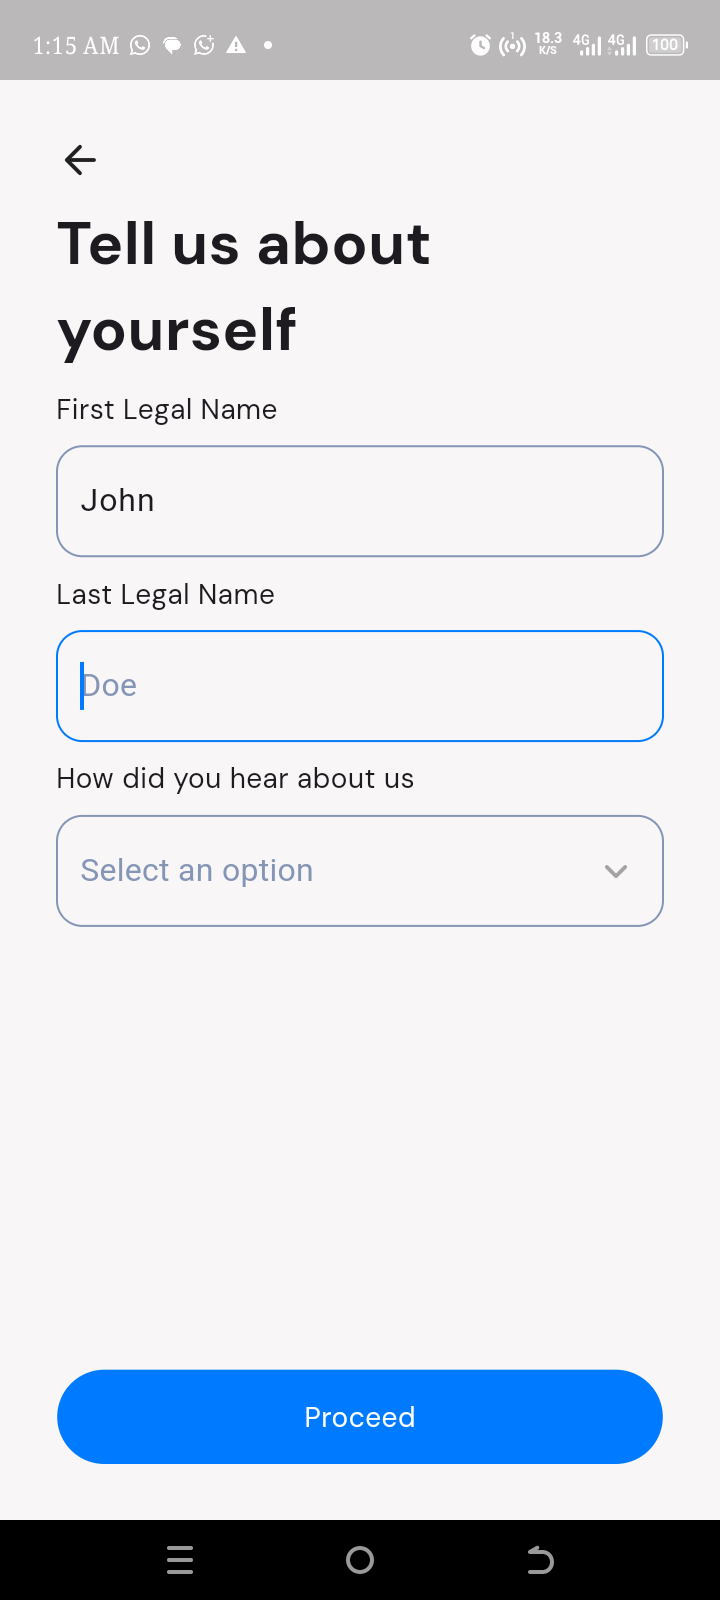 1:15 AM 1 18.3 K/S 4G 4G 100
Tell us about
yourself
First Legal Name
John
Last Legal Name
Doe
How did you hear about us
Select an option
Proceed